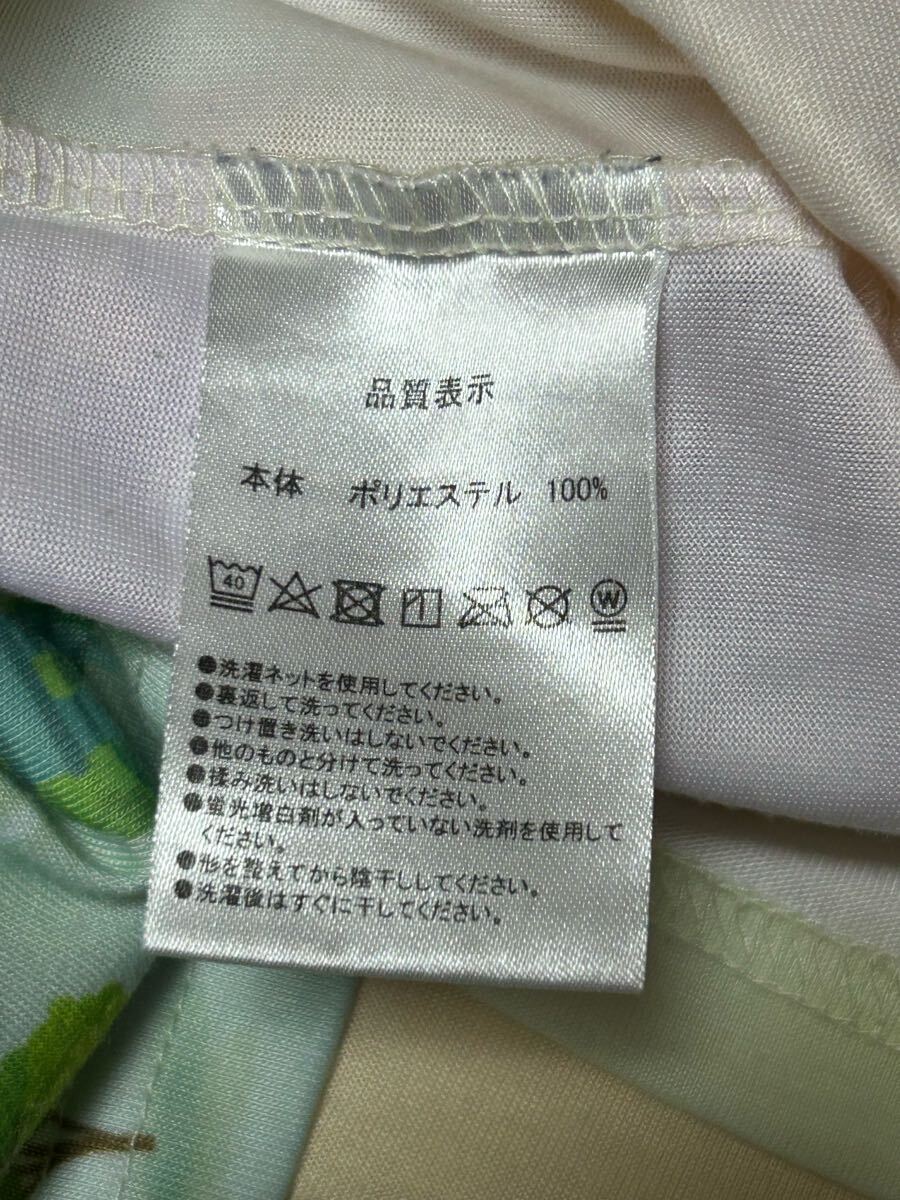 品質表示
本体 ポリエステル 100%
40 W
●洗濯ネットを使用してください。
●裏返して洗ってください。
●つけ置き洗いはしないでください。
●他のものと分けて洗ってください。
●揉み洗いはしないでください。
●蛍光増白剤が入っていない洗剤を使用して
ください。
●形を整えてから陰干ししてください。
●洗濯後はすぐに干してください。